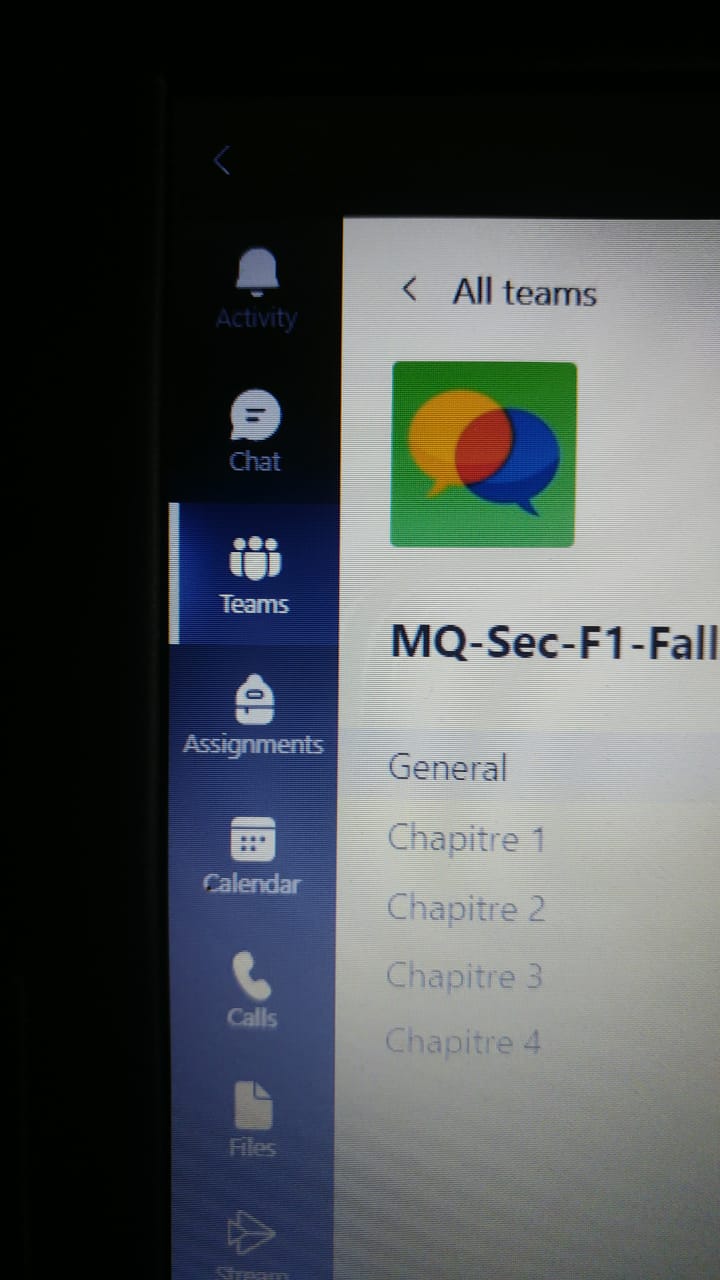 Activity
Chat
Teams
Assignments
Calendar
Calls
Files
Stream
All teams
MQ-Sec-F1-Fall
General
Chapitre 1
Chapitre 2
Chapitre 3
Chapitre 4